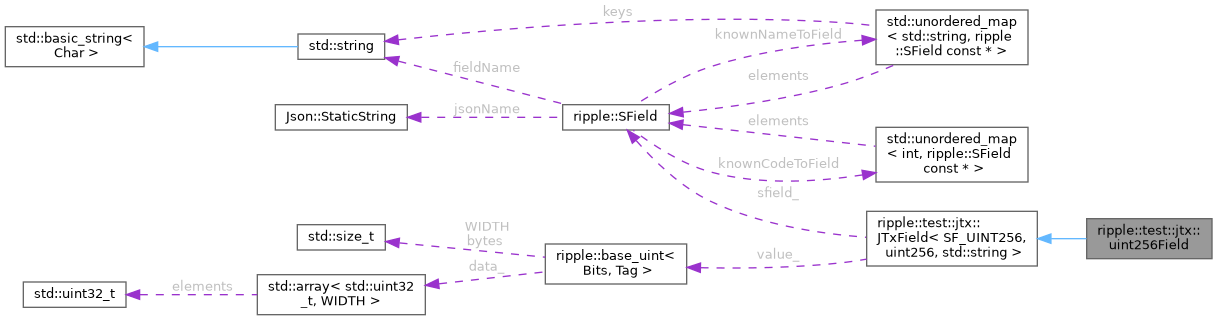 keys
std::basic_string<
Char >
std::string
std::unordered_map
< std::string, ripple
::SField const * >
knownNameToField
fieldName
elements
Json::StaticString
jsonName
ripple::SField
elements
std::unordered_map
< int, ripple::SField
const * >
knownCodeToField
sfield_
ripple::test::jtx::
JTxField< SF_UINT256,
uint256, std::string >
ripple::test::jtx::
uint256Field
std::size_t
WIDTH
bytes
ripple::base_uint<
Bits, Tag >
value_
data_
std::uint32_t
elements
std::array< std::uint32
_t, WIDTH >